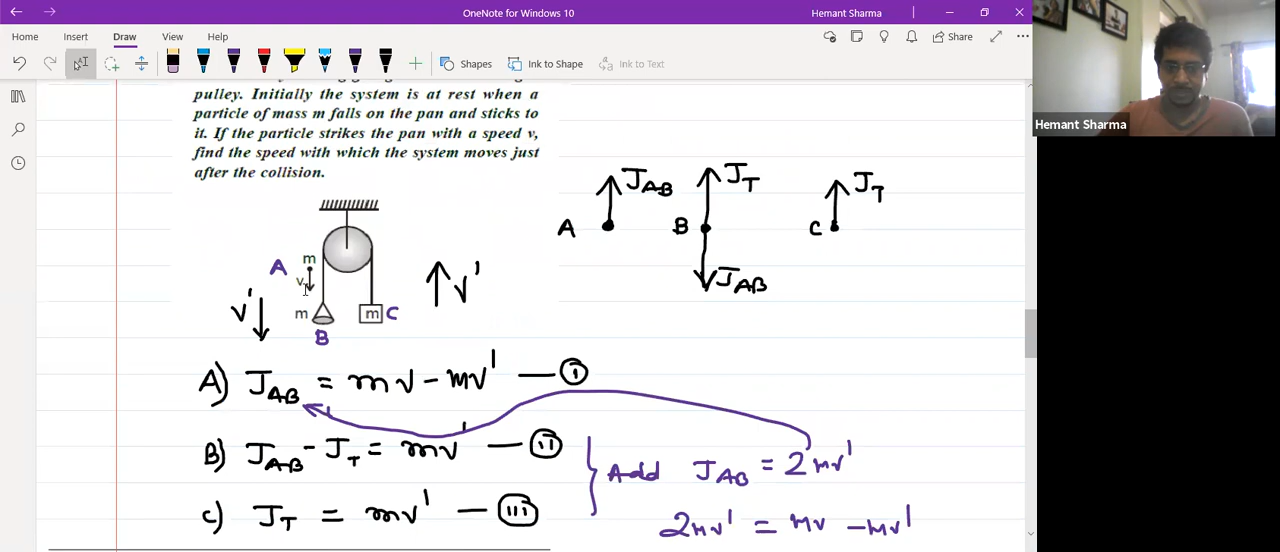 OneNote for Windows 10
Hemant Sharma
Home Insert Draw View Help
Share
Shapes
Ink to Shape
Ink to Text
pulley. Initially the system is at rest when a
particle of mass m falls on the pan and sticks to
it. If the particle strikes the pan with a speed v,
find the speed with which the system moves just
after the collision.
Hemant Sharma
A J_AB
B J_T
J_AB
C J_T
A m
v
v'
v'
m
B
m C
A) J_AB = mv - mv' — (i)
B) J_AB - J_T = mv' — (ii)
C) J_T = mv' — (iii)
Add J_AB = 2mv'
2mv' = mv - mv'